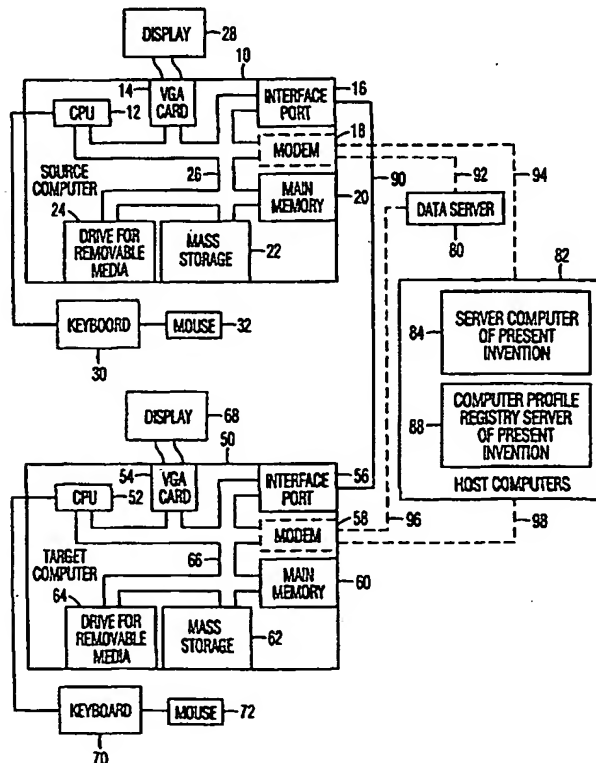 DISPLAY
28
10
14
VGA
CARD
INTERFACE
PORT
16
CPU
12
MODEM
18
SOURCE
COMPUTER
26
MAIN
MEMORY
20
90
92
94
DATA SERVER
80
24
DRIVE FOR
REMOVABLE
MEDIA
MASS
STORAGE
22
82
KEYBOORD
30
MOUSE
32
84
SERVER COMPUTER
OF PRESENT
INVENTION
88
COMPUTER PROFILE
REGISTRY SERVER
OF PRESENT
INVENTION
HOST COMPUTERS
DISPLAY
68
50
54
VGA
CARD
INTERFACE
PORT
56
CPU
52
MODEM
58
96
98
TARGET
COMPUTER
66
MAIN
MEMORY
60
64
DRIVE FOR
REMOVABLE
MEDIA
MASS
STORAGE
62
KEYBOARD
70
MOUSE
72